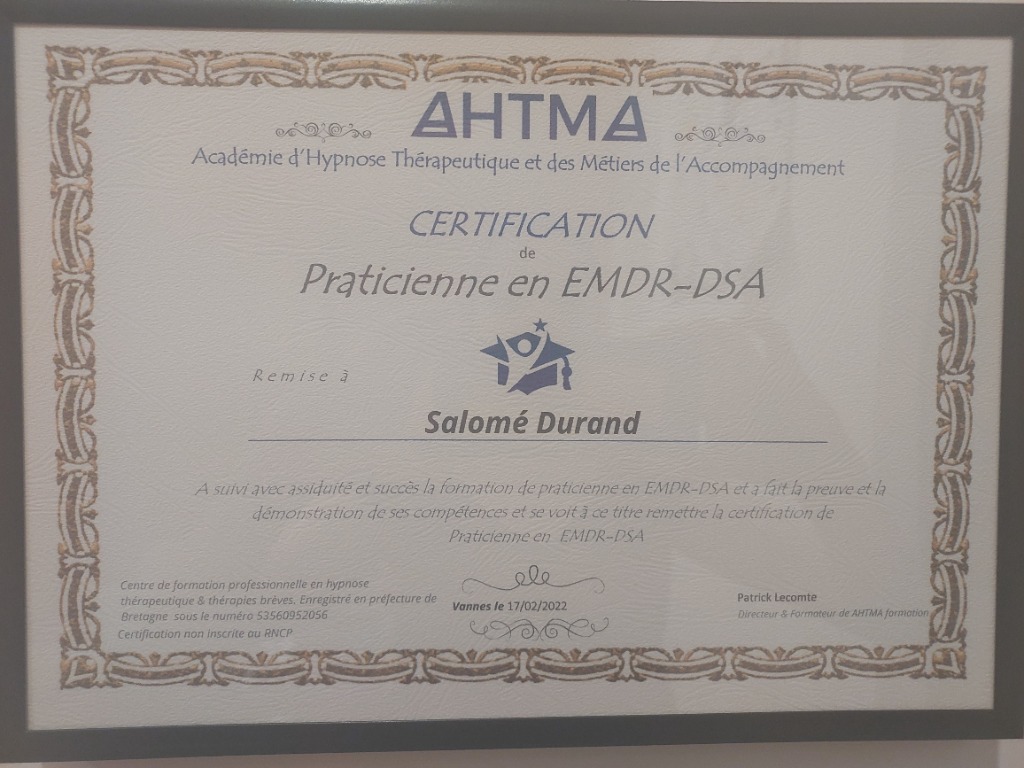 AHTMA
Académie d'Hypnose Thérapeutique et des Métiers de l'Accompagnement
CERTIFICATION
de
Praticienne en EMDR-DSA
Remise à
Salomé Durand
A suivi avec assiduité et succès la formation de praticienne en EMDR-DSA et a fait la preuve et la
démonstration de ses compétences et se voit à ce titre remettre la certification de
Praticienne en EMDR-DSA
Centre de formation professionnelle en hypnose
thérapeutique & thérapies brèves, Enregistré en préfecture de
Bretagne sous le numéro 53560952056
Certification non inscrite au RNCP
Vannes le 17/02/2022
Patrick Lecomte
Directeur & Formateur de AHTMA formation